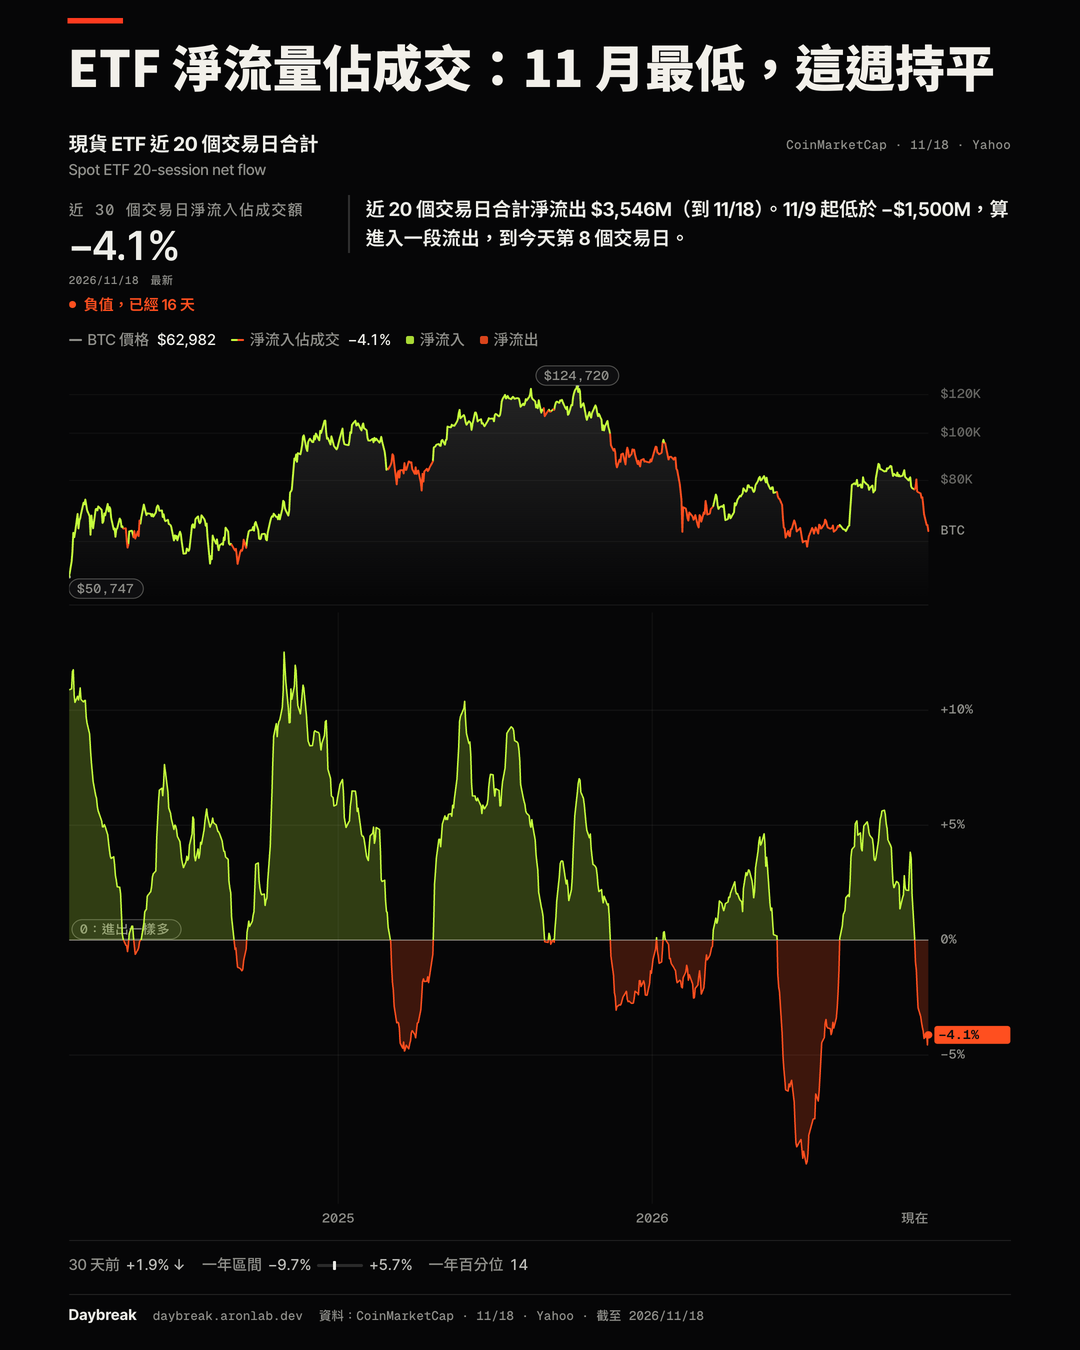 ETF 淨流量佔成交：11 月最低，這週持平
現貨 ETF 近 20 個交易日合計
CoinMarketCap · 11/18 · Yahoo
Spot ETF 20-session net flow
近 30 個交易日淨流入佔成交額
−4.1%
2026/11/18 最新
● 負值，已經 16 天
近 20 個交易日合計淨流出 $3,546M（到 11/18）。11/9 起低於 −$1,500M，算
進入一段流出，到今天第 8 個交易日。
BTC 價格 $62,982 淨流入佔成交 −4.1% 淨流入 淨流出
$124,720
$120K
$100K
$80K
BTC
$50,747
+10%
+5%
0：進出一樣多
0%
−4.1%
−5%
2025 2026 現在
30 天前 +1.9% ↓ 一年區間 −9.7% +5.7% 一年百分位 14
Daybreak daybreak.aronlab.dev 資料：CoinMarketCap · 11/18 · Yahoo · 截至 2026/11/18